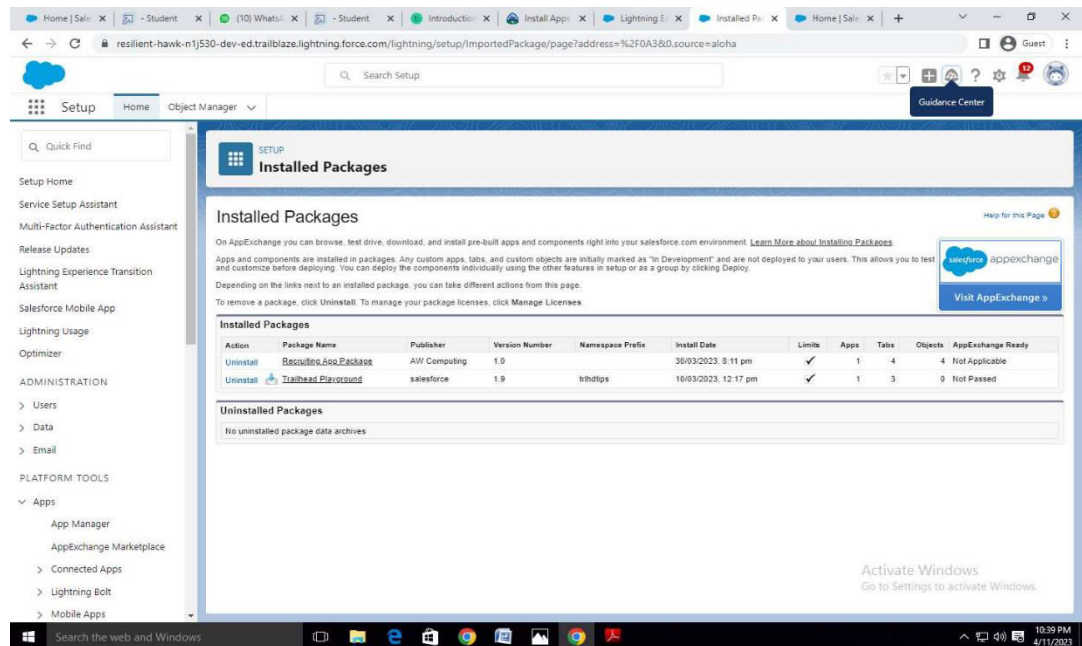 Home | Sale
- Student
(10) WhatsA
- Student
Introduction
Install Apps
Lightning E
Installed Pac
Home | Sale
resilient-hawk-n1j530-dev-ed.trailblaze.lightning.force.com/lightning/setup/ImportedPackage/page?address=%2F0A3&0.source=aloha
Guest
Search Setup
12
Setup
Home
Object Manager
Guidance Center
Quick Find
Setup Home
Service Setup Assistant
Multi-Factor Authentication Assistant
Release Updates
Lightning Experience Transition
Assistant
Salesforce Mobile App
Lightning Usage
Optimizer
ADMINISTRATION
Users
Data
Email
PLATFORM TOOLS
Apps
App Manager
AppExchange Marketplace
Connected Apps
Lightning Bolt
Mobile Apps
SETUP
Installed Packages
Installed Packages
Help for this Page
On AppExchange you can browse, test drive, download, and install pre-built apps and components right into your salesforce.com environment. Learn More about Installing Packages.
Apps and components are installed in packages. Any custom apps, tabs, and custom objects are initially marked as "In Development" and are not deployed to your users. This allows you to test
and customize before deploying. You can deploy the components individually using the other features in setup or as a group by clicking Deploy.
Depending on the links next to an installed package, you can take different actions from this page.
To remove a package, click Uninstall. To manage your package licenses, click Manage Licenses.
salesforce appexchange
Visit AppExchange »
Installed Packages
Action Package Name Publisher Version Number Namespace Prefix Install Date Limits Apps Tabs Objects AppExchange Ready
Uninstall Recruiting App Package AW Computing 1.0 30/03/2023, 8:11 pm ✓ 1 4 4 Not Applicable
Uninstall Trailhead Playground salesforce 1.9 trlhdtips 10/03/2023, 12:17 pm ✓ 1 3 0 Not Passed
Uninstalled Packages
No uninstalled package data archives
Activate Windows
Go to Settings to activate Windows.
Search the web and Windows
10:39 PM
4/11/2023